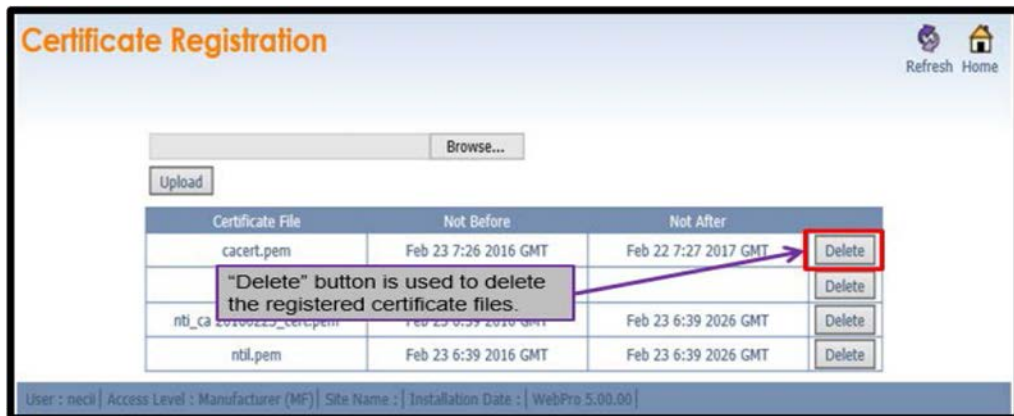 Certificate Registration
Refresh Home
Browse...
Upload
Certificate File Not Before Not After
cacert.pem Feb 23 7:26 2016 GMT Feb 22 7:27 2017 GMT Delete
"Delete" button is used to delete
the registered certificate files.
Delete
nti_ca Feb 23 6:39 2026 GMT Delete
ntil.pem Feb 23 6:39 2016 GMT Feb 23 6:39 2026 GMT Delete
User : necii | Access Level : Manufacturer (MF) | Site Name : | Installation Date : | WebPro 5.00.00 |